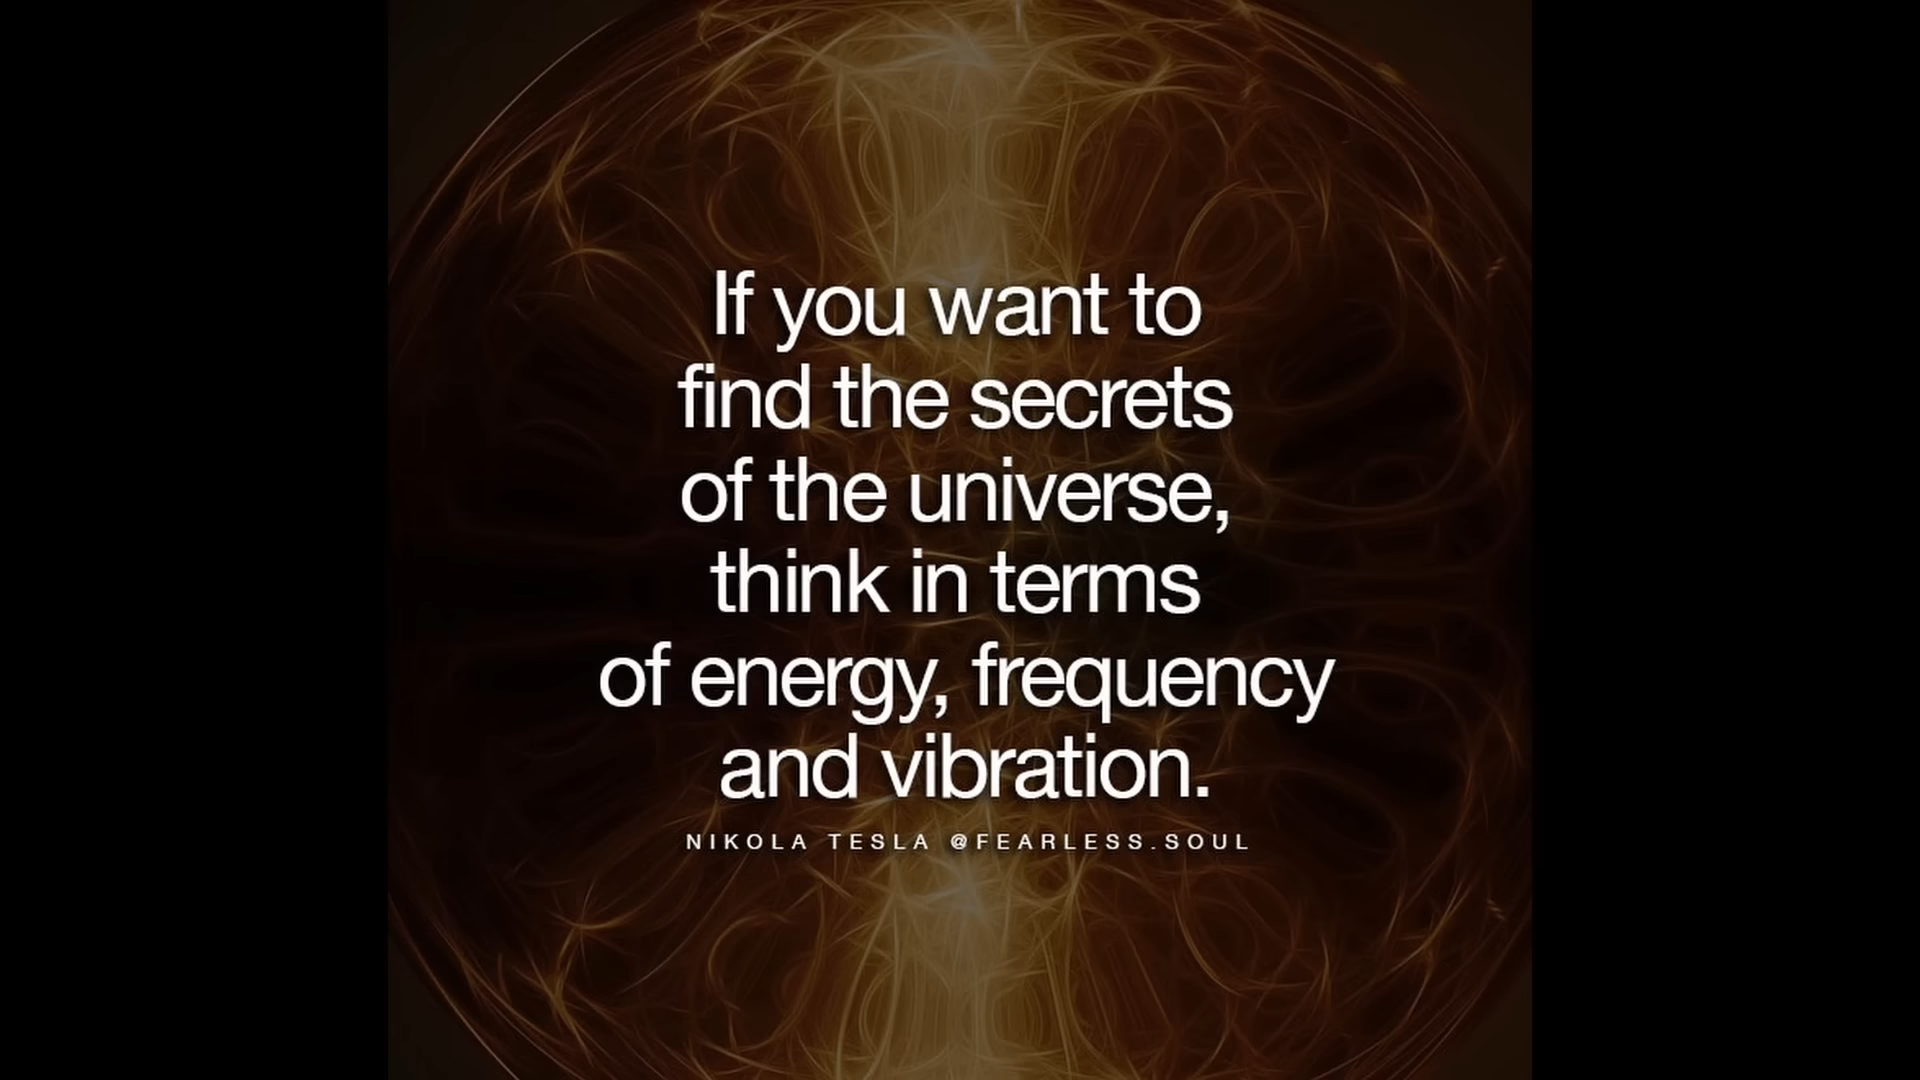 If you want to
find the secrets
of the universe,
think in terms
of energy, frequency
and vibration.
NIKOLA TESLA @FEARLESS.SOUL